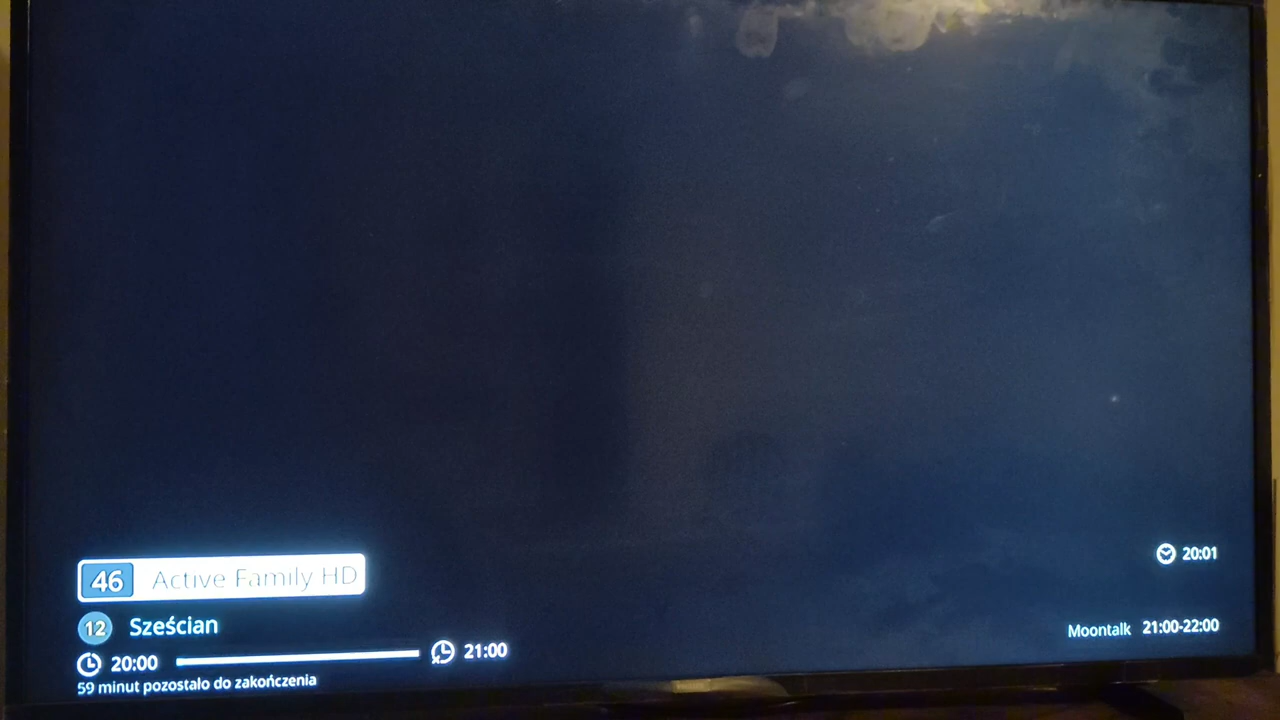 46 Active Family HD
20:01
12 Sześcian
Moontalk 21:00-22:00
20:00 21:00
59 minut pozostało do zakończenia